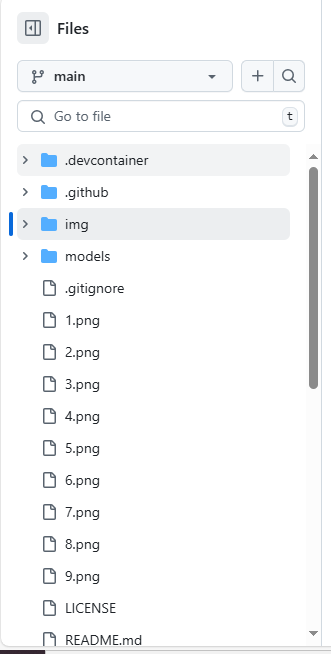 Files
main
Go to file
t
.devcontainer
.github
img
models
.gitignore
1.png
2.png
3.png
4.png
5.png
6.png
7.png
8.png
9.png
LICENSE
README.md